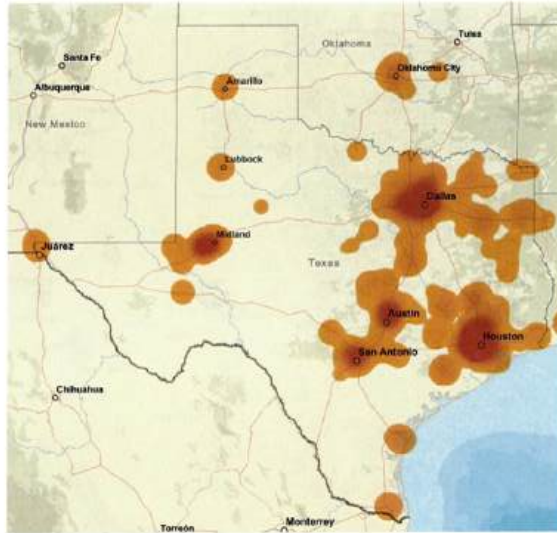 Tulsa
Oklahoma
Santa Fe
Oklahoma City
Amarillo
Albuquerque
New Mexico
Lubbock
Dallas
Midland
Juárez
Texas
Austin
Houston
San Antonio
Chihuahua
Torreón
Monterrey